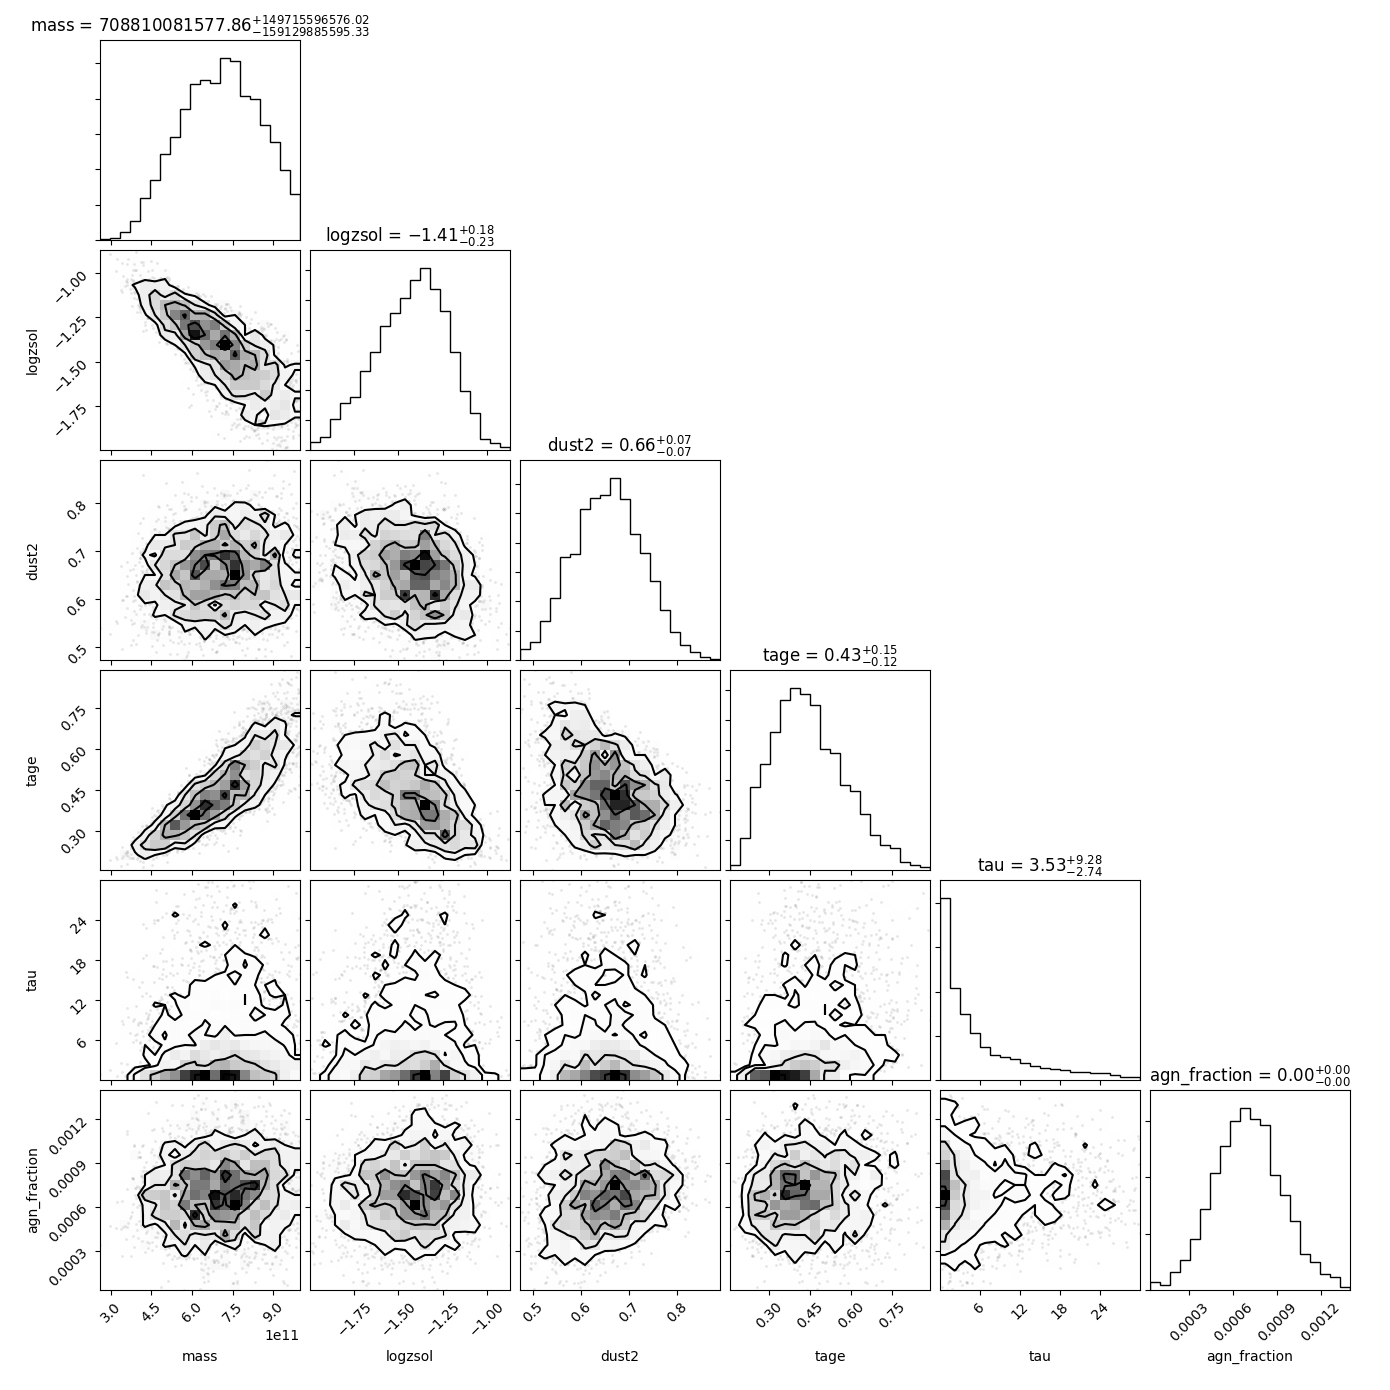 mass = 708810081577.86+149715596576.02 −159129885595.33
logzsol = −1.41+0.18 −0.23
−1.00
−1.25
−1.50
−1.75
logzsol
dust2 = 0.66+0.07 −0.07
0.8
0.7
0.6
0.5
dust2
tage = 0.43+0.15 −0.12
0.75
0.60
0.45
0.30
tage
tau = 3.53+9.28 −2.74
24
18
12
6
tau
agn_fraction = 0.00+0.00 −0.00
0.0012
0.0009
0.0006
0.0003
agn_fraction
3.0 4.5 6.0 7.5 9.0
1e11
mass
−1.75 −1.50 −1.25 −1.00
logzsol
0.5 0.6 0.7 0.8
dust2
0.30 0.45 0.60 0.75
tage
6 12 18 24
tau
0.0003 0.0006 0.0009 0.0012
agn_fraction